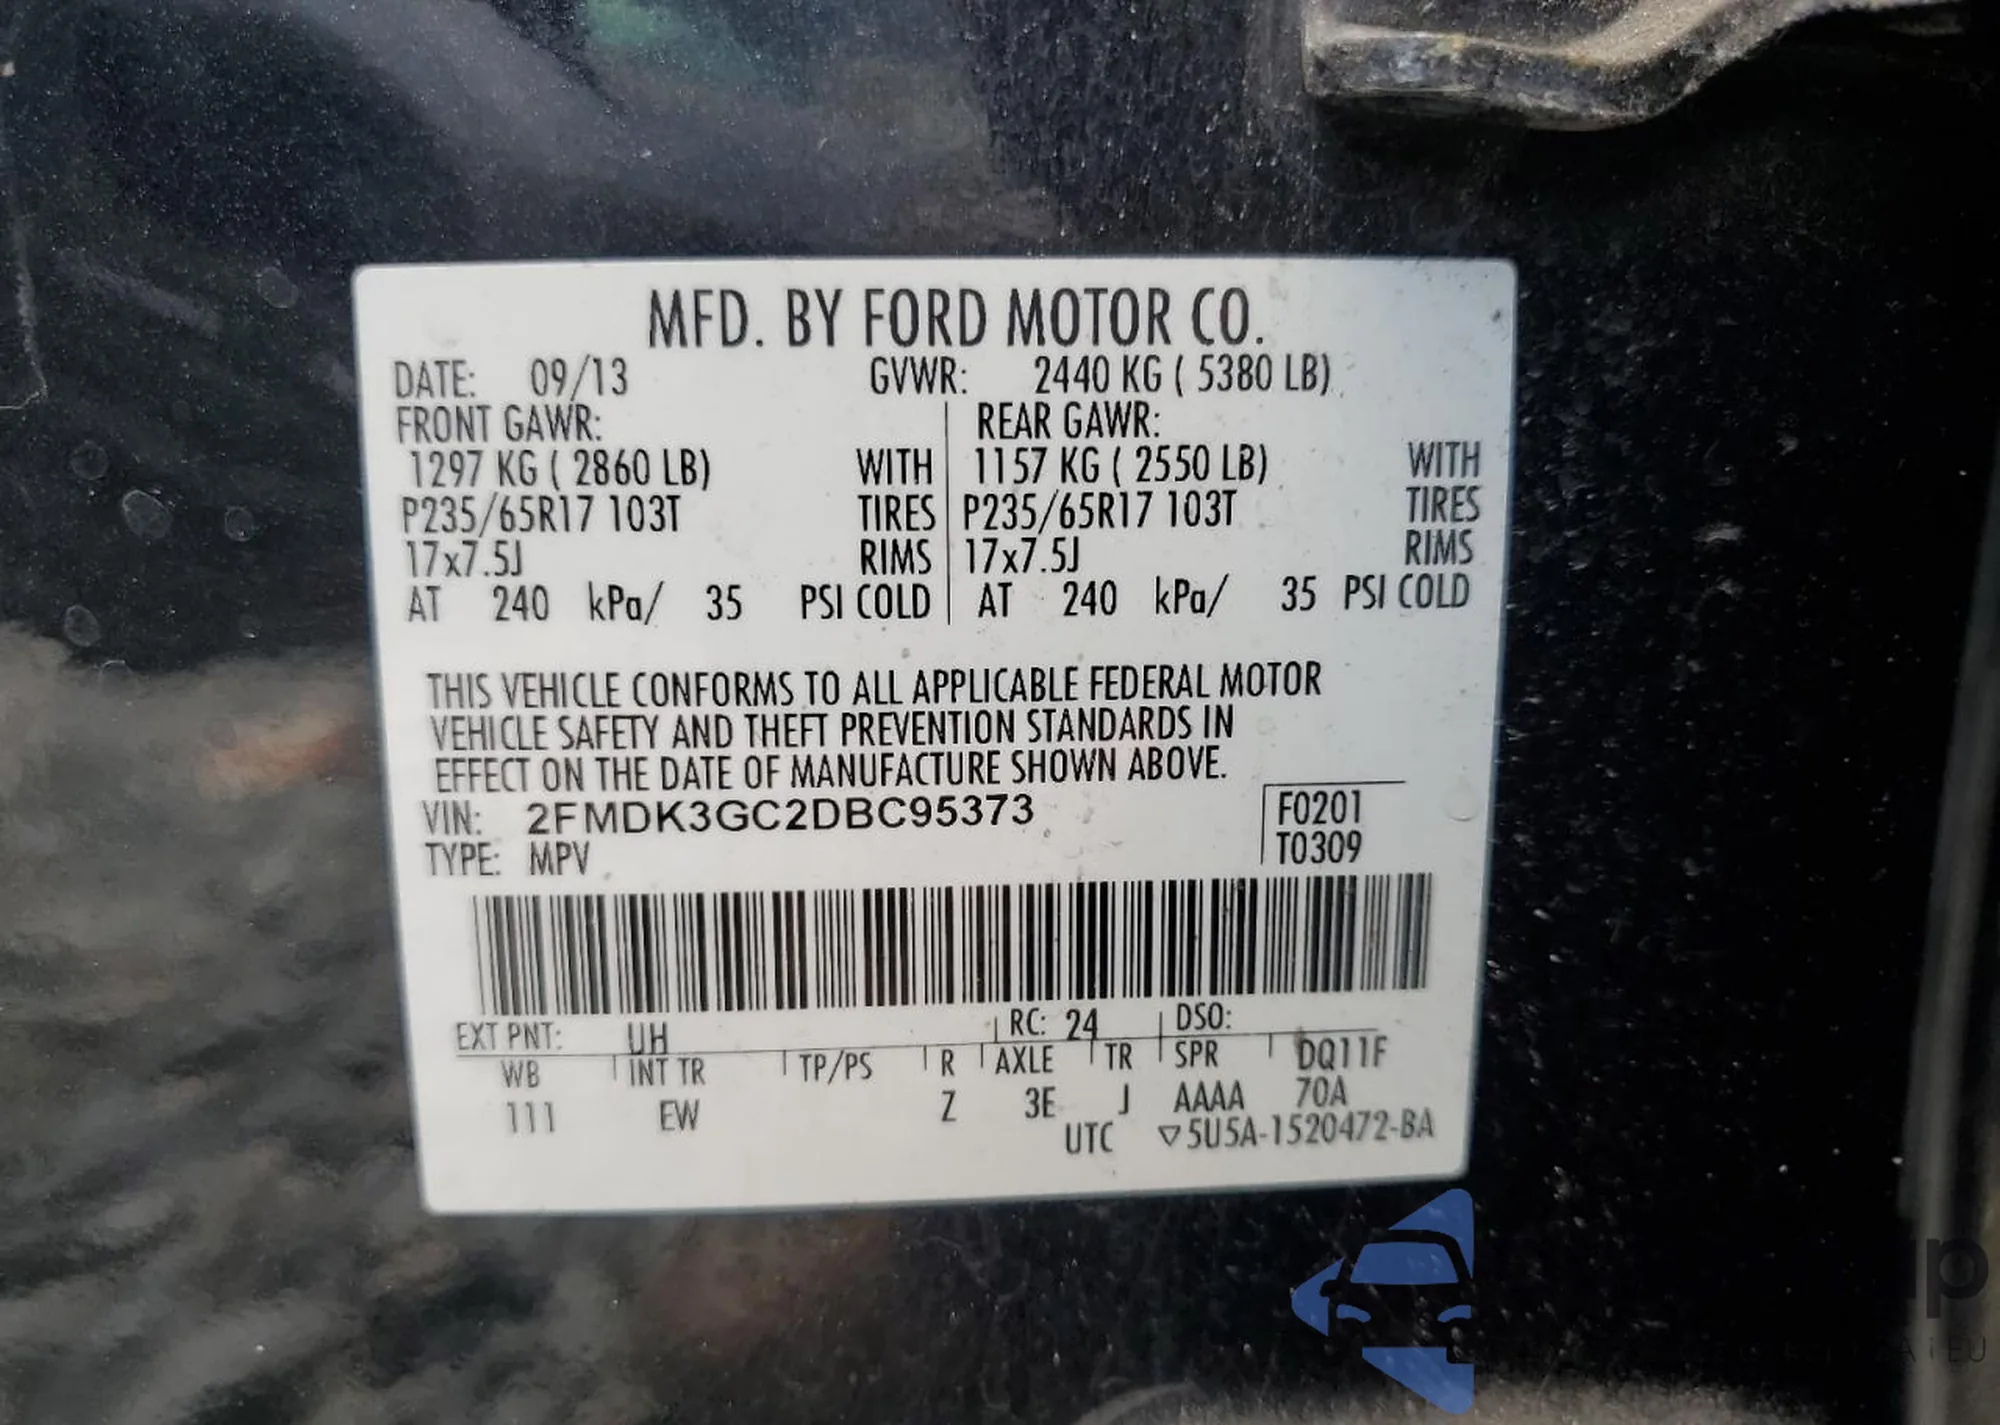 MFD. BY FORD MOTOR CO.
DATE: 09/13 GVWR: 2440 KG ( 5380 LB)
FRONT GAWR: REAR GAWR:
1297 KG ( 2860 LB) WITH 1157 KG ( 2550 LB) WITH
P235/65R17 103T TIRES P235/65R17 103T TIRES
17x7.5J RIMS 17x7.5J RIMS
AT 240 kPa/ 35 PSI COLD AT 240 kPa/ 35 PSI COLD
THIS VEHICLE CONFORMS TO ALL APPLICABLE FEDERAL MOTOR
VEHICLE SAFETY AND THEFT PREVENTION STANDARDS IN
EFFECT ON THE DATE OF MANUFACTURE SHOWN ABOVE.
VIN: 2FMDK3GC2DBC95373 F0201
TYPE: MPV T0309
EXT PNT: UH RC: 24 DSO:
WB INT TR TP/PS R AXLE TR SPR DQ11F
111 EW Z 3E J AAAA 70A
UTC ▽5U5A-1520472-BA